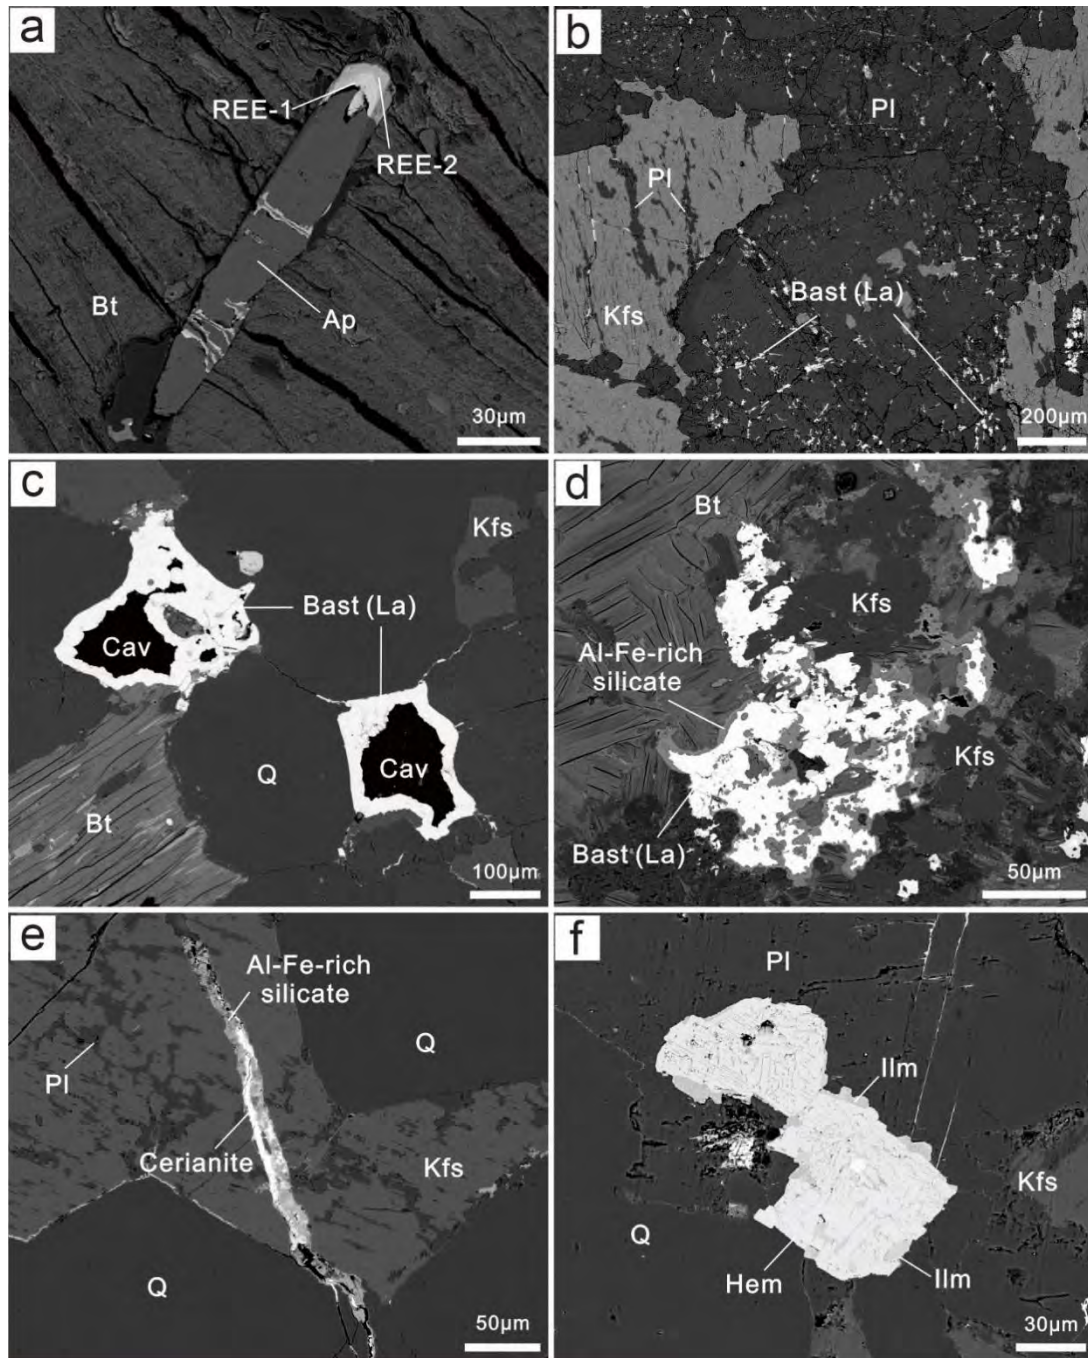 a
REE-1
REE-2
Bt
Ap
30µm
b
Pl
Pl
Bast (La)
Kfs
200µm
c
Kfs
Bast (La)
Cav
Cav
Q
Bt
100µm
d
Bt
Kfs
Al-Fe-rich
silicate
Kfs
Bast (La)
50µm
e
Al-Fe-rich
silicate
Q
Pl
Cerianite
Kfs
Q
50µm
f
Pl
Ilm
Kfs
Q
Hem
Ilm
30µm